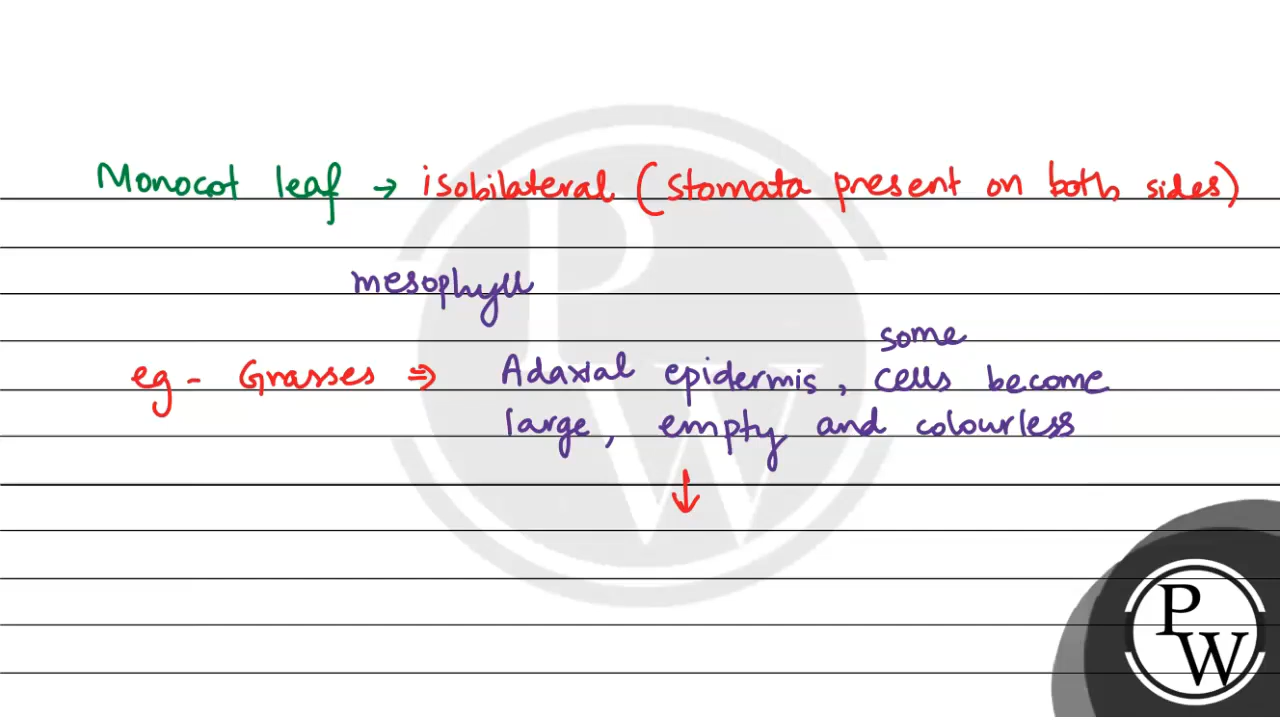 Monocot leaf → isobilateral (stomata present on both sides)
mesophyll
some
eg - Grasses ⇒ Adaxial epidermis, cells become
large, empty and colourless
↓
PW
PW